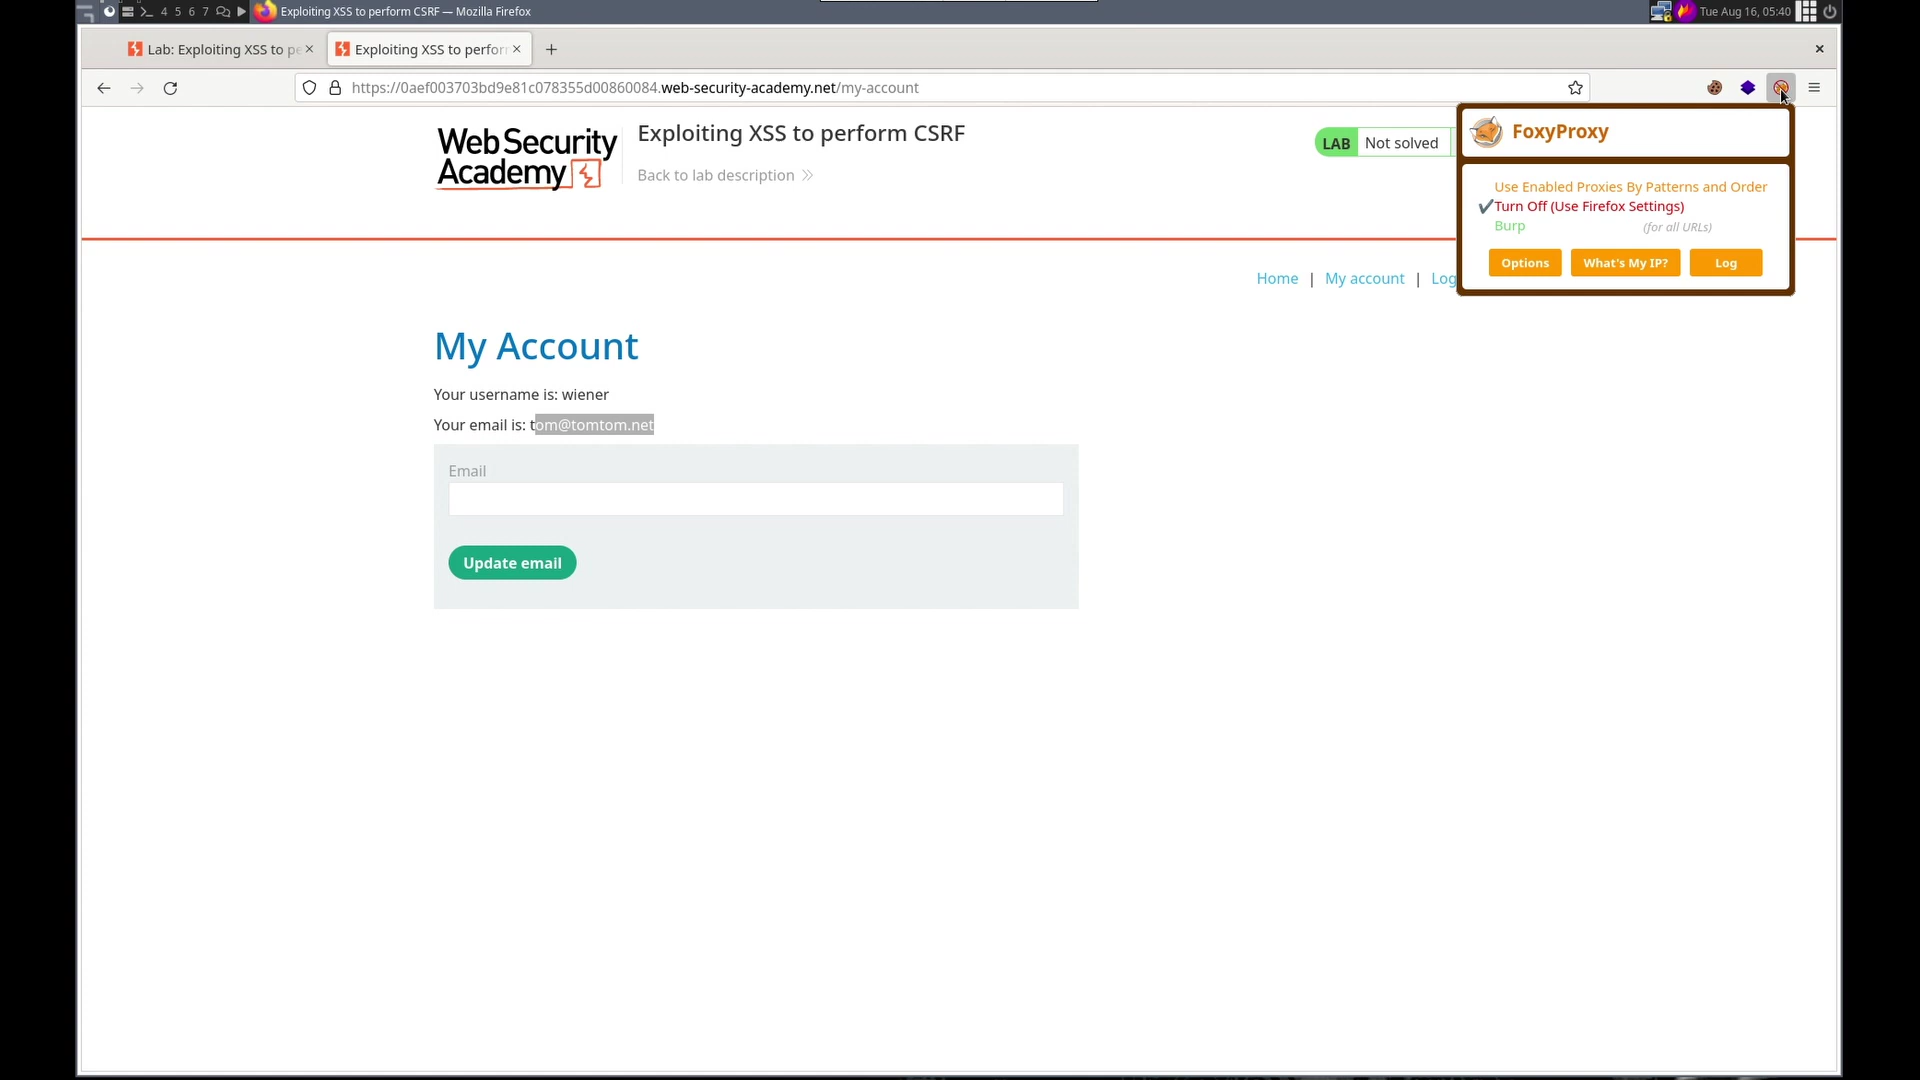 4 5 6 7 Exploiting XSS to perform CSRF — Mozilla Firefox Tue Aug 16, 05:40
Lab: Exploiting XSS to pe Exploiting XSS to perfor
https://0aef003703bd9e81c078355d00860084.web-security-academy.net/my-account
Web Security
Academy
Exploiting XSS to perform CSRF
Back to lab description
LAB Not solved
FoxyProxy
Use Enabled Proxies By Patterns and Order
Turn Off (Use Firefox Settings)
Burp (for all URLs)
Options What's My IP? Log
Home | My account | Log
My Account
Your username is: wiener
Your email is: tom@tomtom.net
Email
Update email